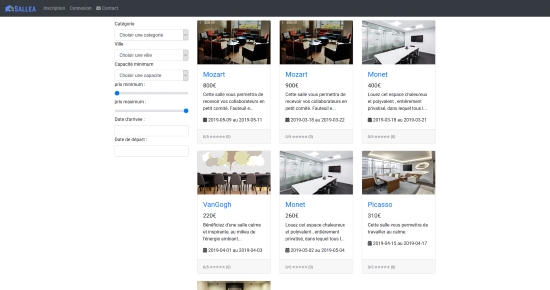 SALLEA Inscription Connexion Contact
Catégorie
Choisir une categorie
Ville
Choisir une ville
Capacité minimum
Choisir une capacite
prix minimum :
prix maximum :
Date d'arrivée :
Date de départ :
Mozart
800€
Cette salle vous permettra de
recevoir vos collaborateurs en
petit comité. Fauteuil e...
2019-05-09 au 2019-05-11
0/5 ☆☆☆☆☆ (0)
Mozart
900€
Cette salle vous permettra de
recevoir vos collaborateurs en
petit comité. Fauteuil e...
2019-03-18 au 2019-03-22
0/5 ☆☆☆☆☆ (0)
Monet
400€
Louez cet espace chaleureux
et polyvalent , entièrement
privatisé, dans lequel tous l...
2019-03-18 au 2019-03-21
0/5 ☆☆☆☆☆ (0)
VanGogh
220€
Bénéficiez d'une salle calme
et inspirante, au milieu de
l'énergie ambiant...
2019-04-01 au 2019-04-03
0/5 ☆☆☆☆☆ (0)
Monet
260€
Louez cet espace chaleureux
et polyvalent , entièrement
privatisé, dans lequel tous l...
2019-05-02 au 2019-05-04
0/5 ☆☆☆☆☆ (0)
Picasso
310€
Cette salle vous permettra de
travailler au calme.
2019-04-15 au 2019-04-17
0/5 ☆☆☆☆☆ (0)